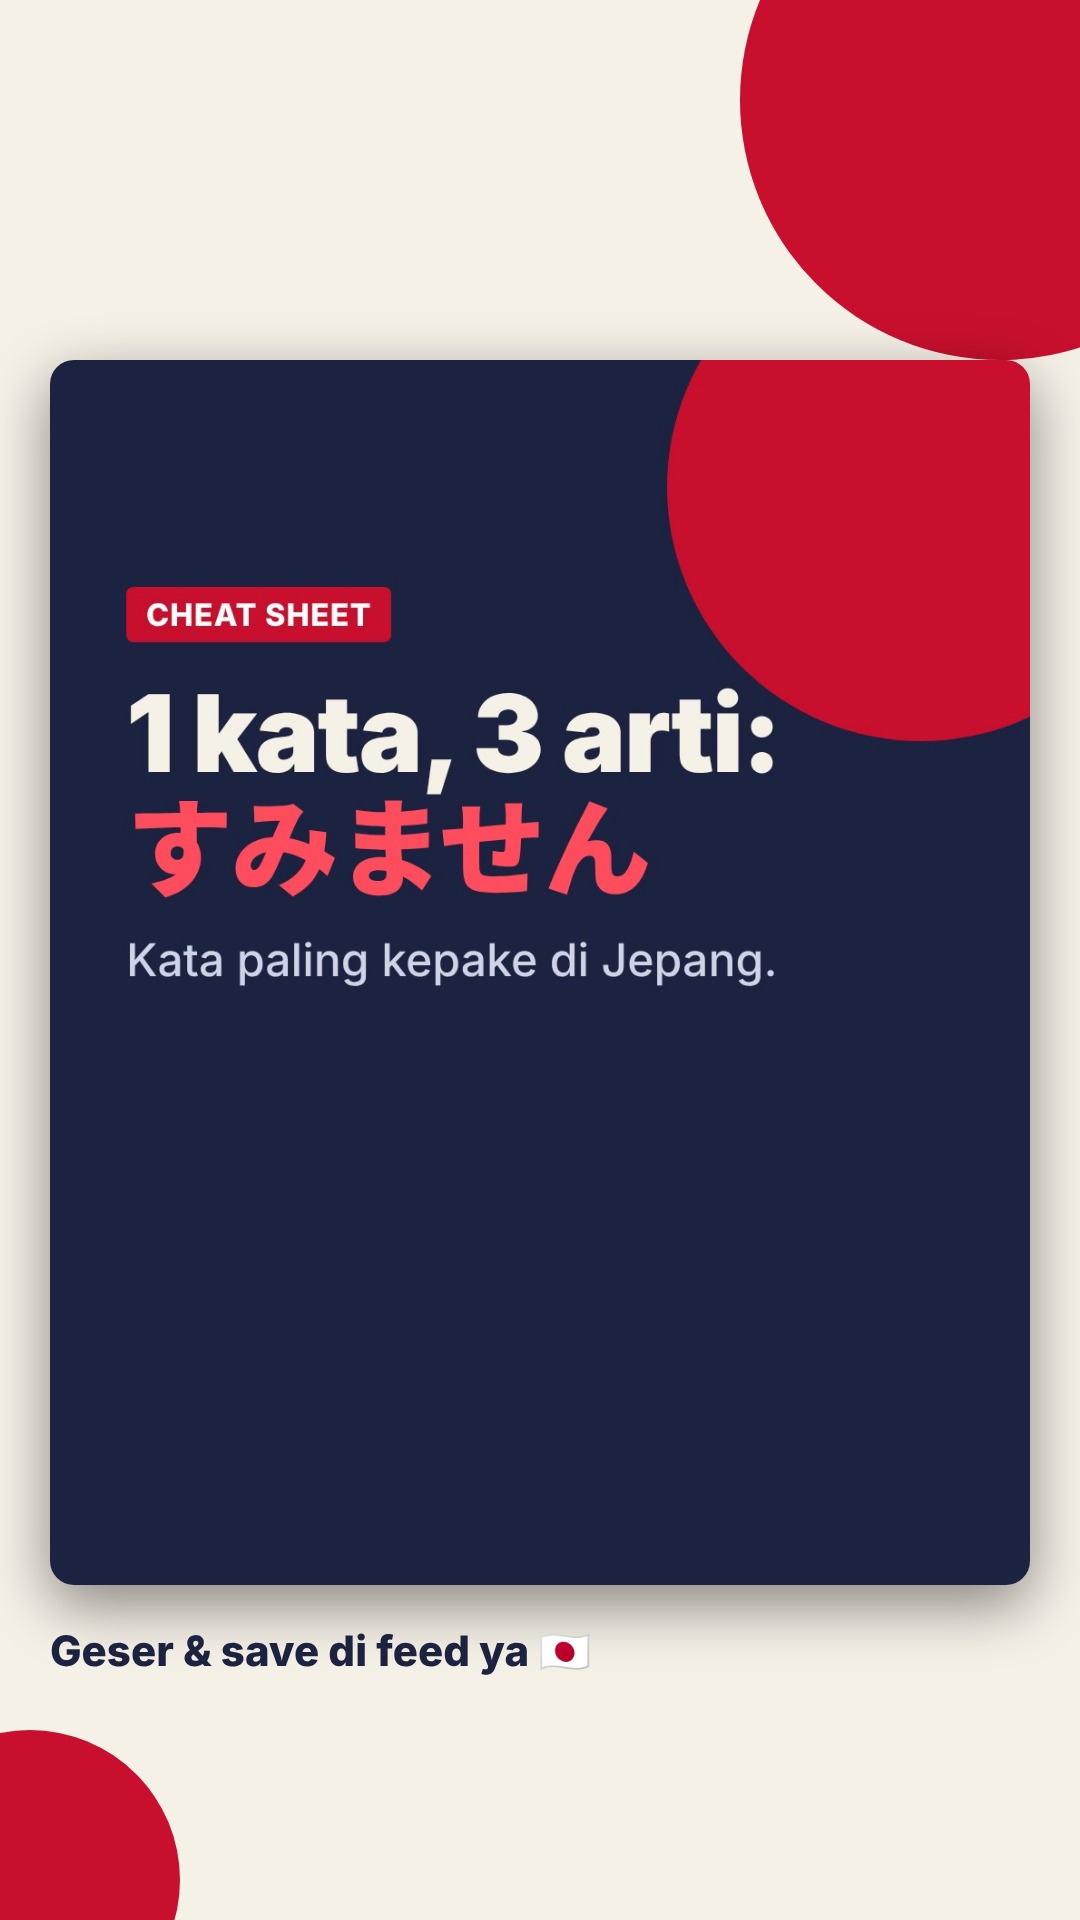 CHEAT SHEET
1 kata, 3 arti:
すみません
Kata paling kepake di Jepang.
Geser & save di feed ya 🇯🇵